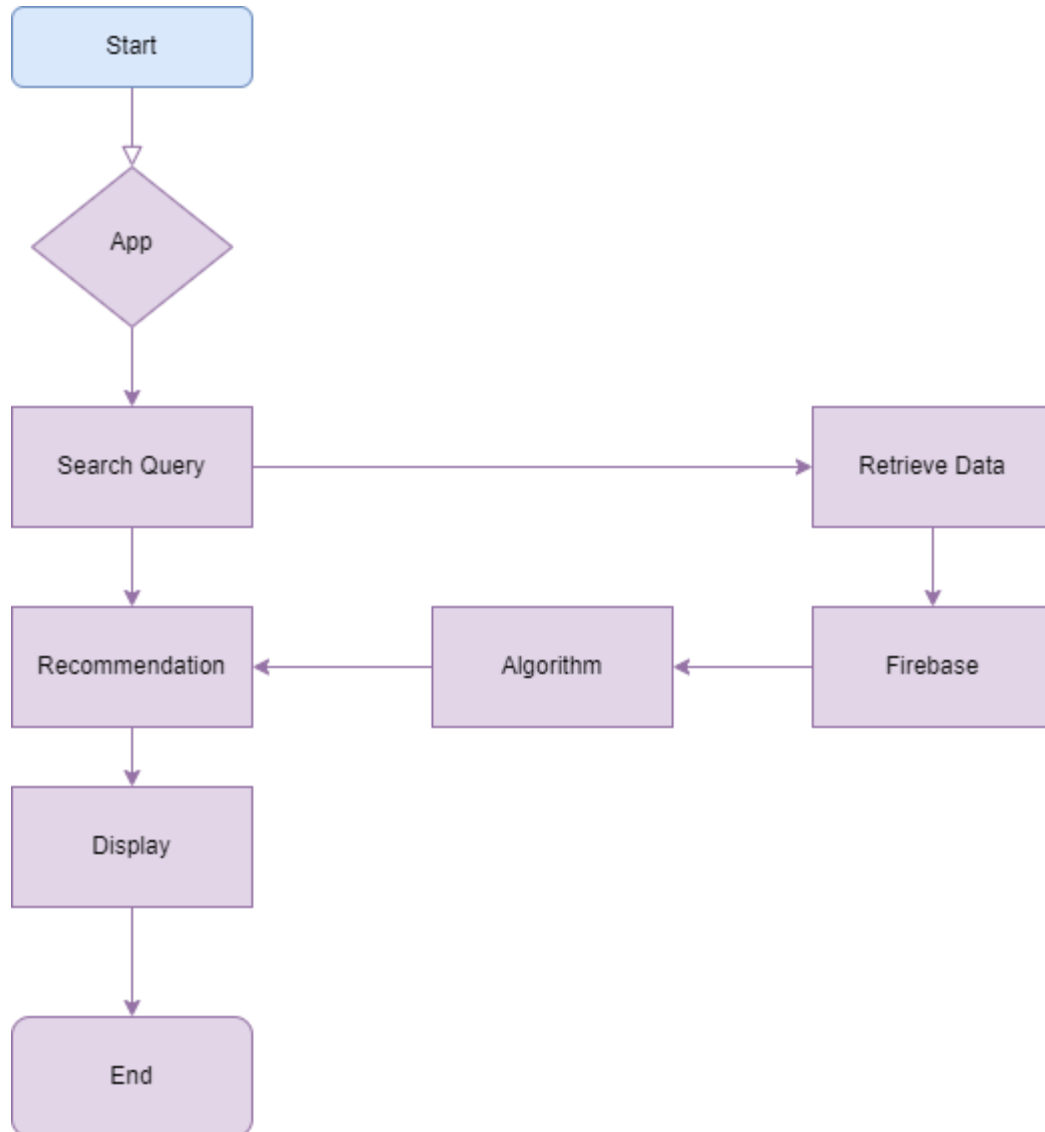 Start
App
Search Query
Retrieve Data
Recommendation
Algorithm
Firebase
Display
End